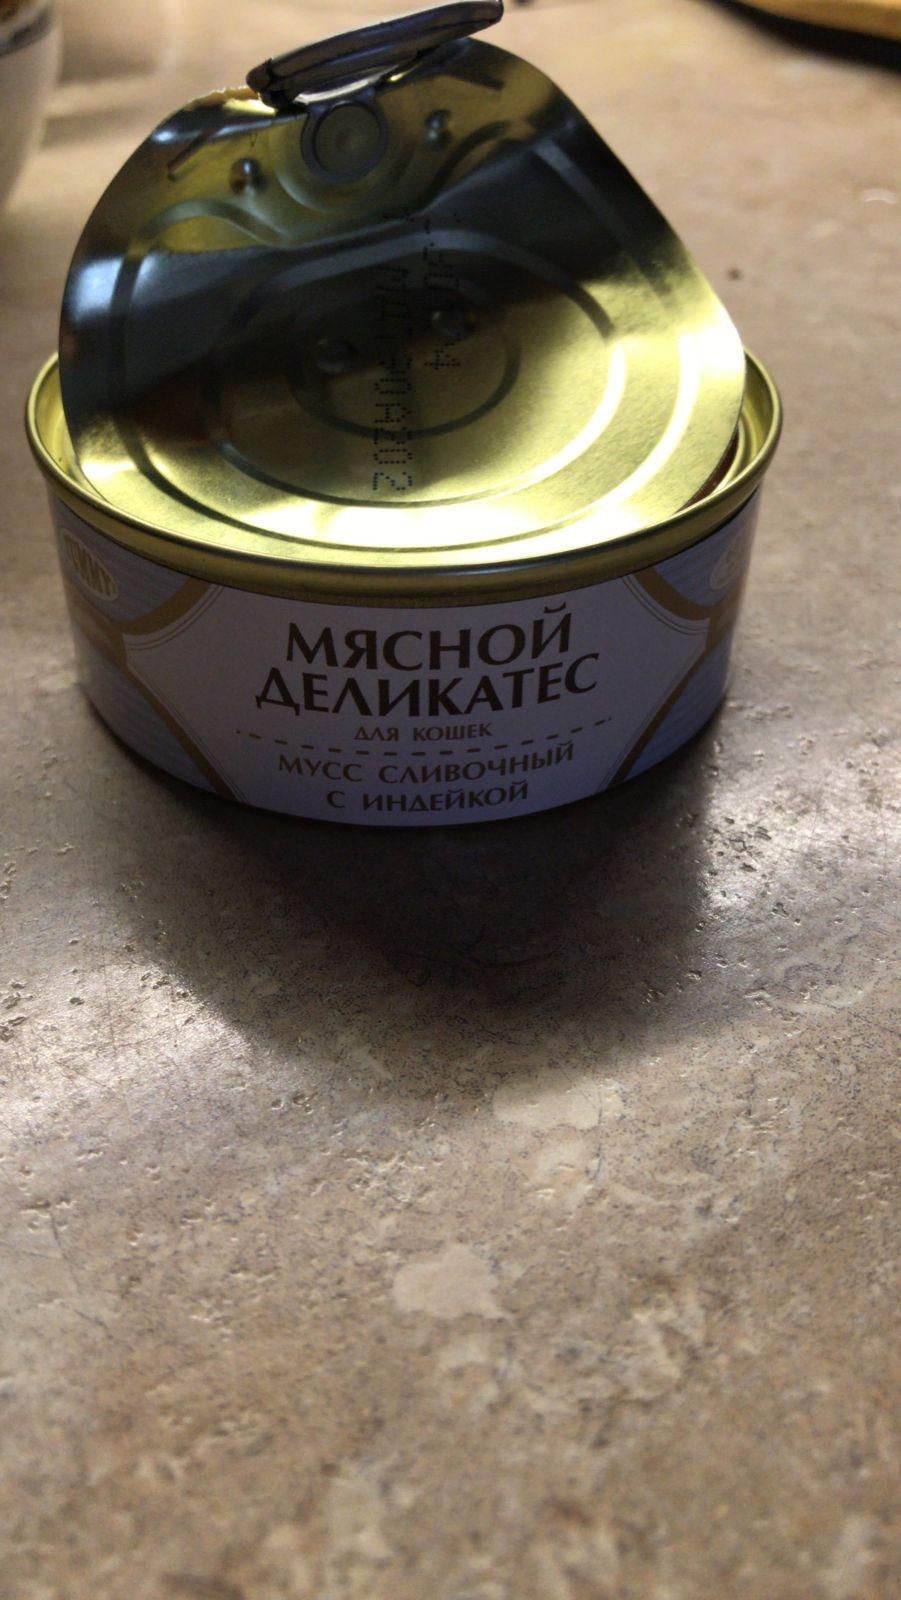 МЯСНОЙ
ДЕЛИКАТЕС
ДЛЯ КОШЕК
МУСС СЛИВОЧНЫЙ
С ИНДЕЙКОЙ